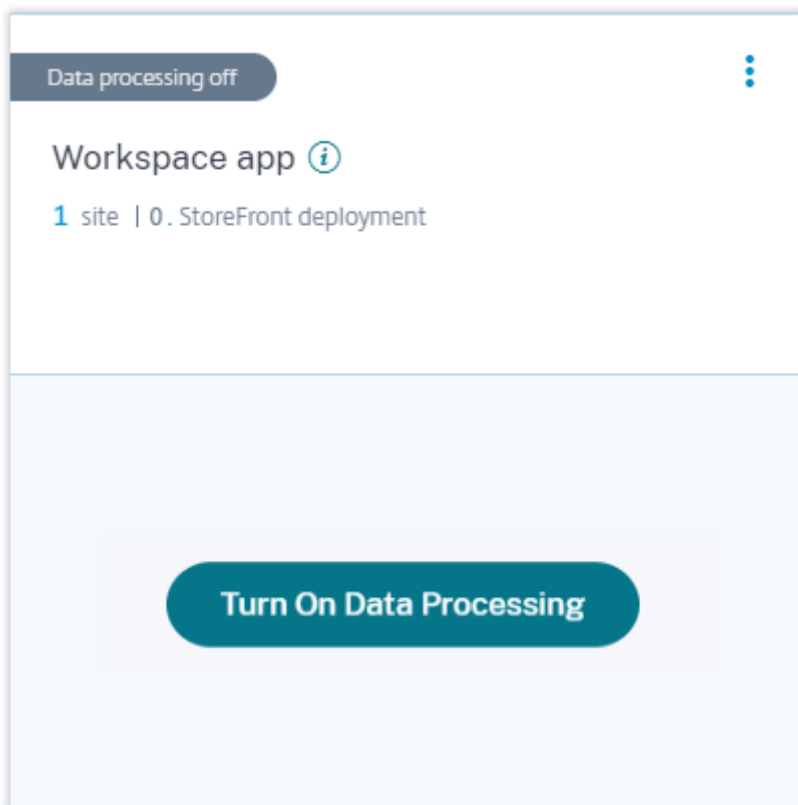 Data processing off
Workspace app i
1 site | 0. StoreFront deployment
Turn On Data Processing